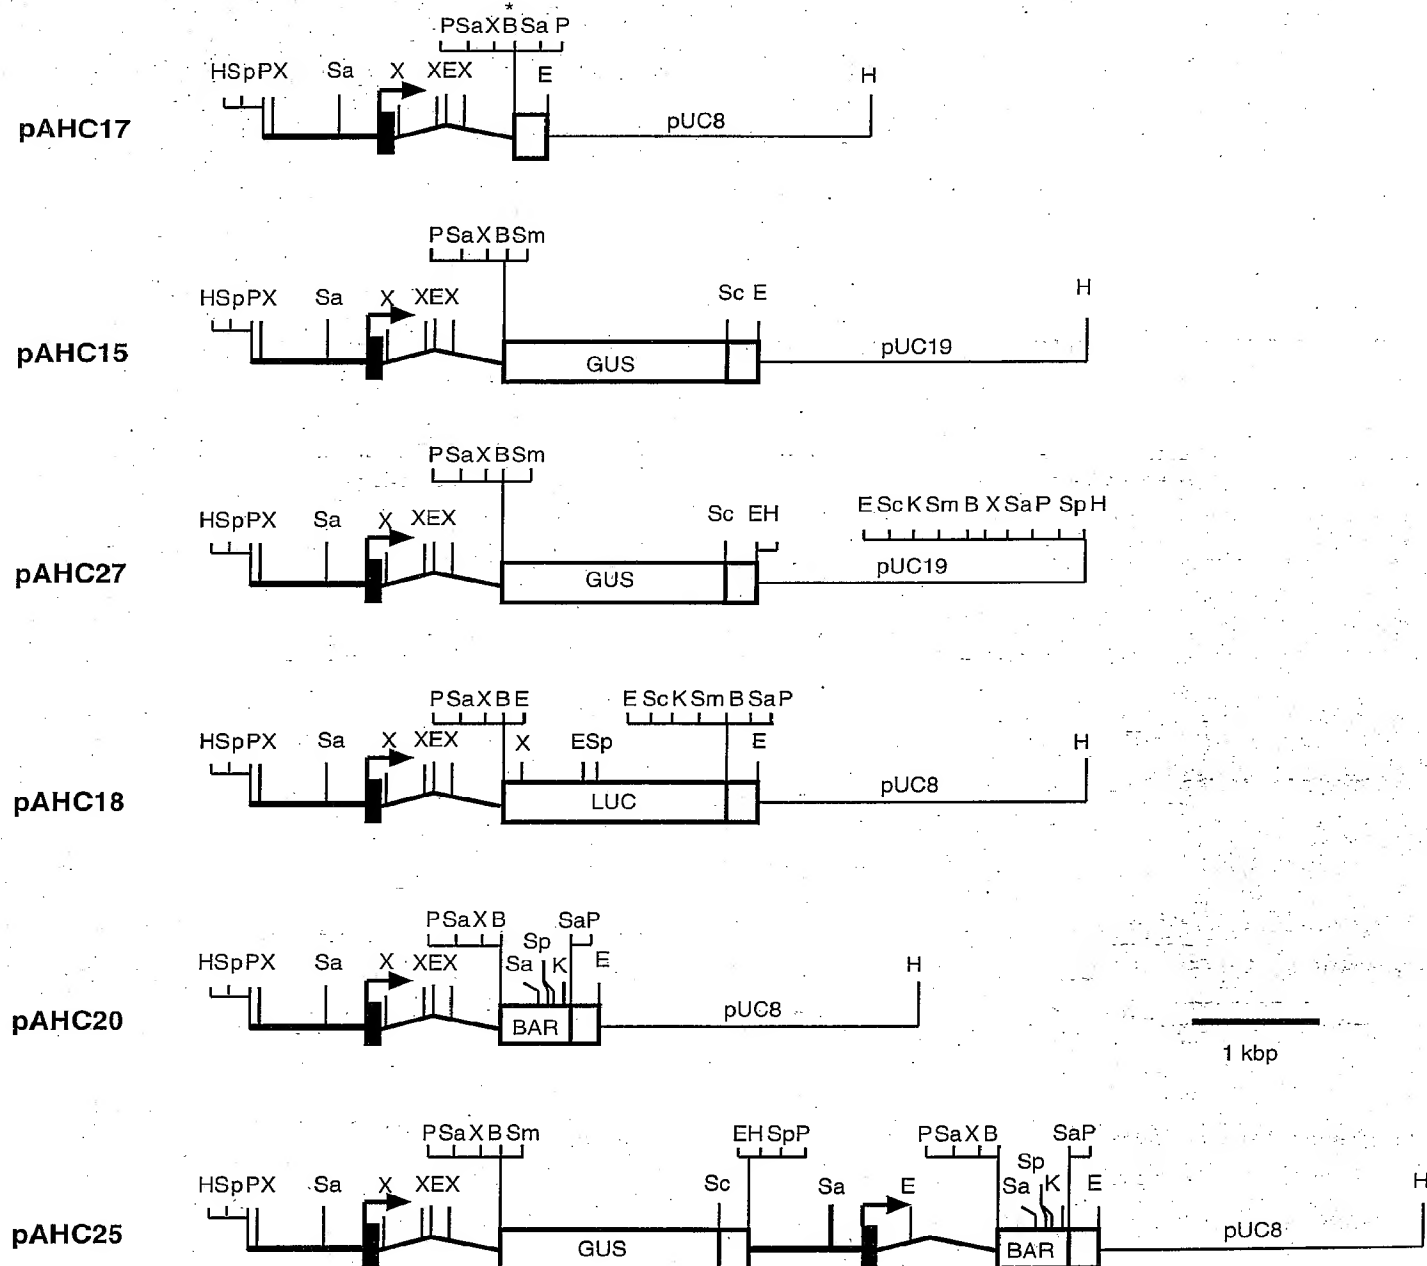 *
PSaXBSa P
HSpPX Sa X XEX E H
pAHC17 pUC8
PSaXBSm
HSpPX Sa X XEX Sc E H
pAHC15 GUS pUC19
PSaXBSm
HSpPX Sa X XEX Sc EH E Sc K Sm B X Sa P Sp H
pAHC27 GUS pUC19
PSaXBE E Sc K Sm B Sa P
HSpPX Sa X XEX X ESp E H
pAHC18 LUC pUC8
PSaXB SaP
Sp
HSpPX Sa X XEX Sa K E H
pAHC20 BAR pUC8
1 kbp
PSaXBSm EHSpP PSaXB SaP
Sp
HSpPX Sa X XEX Sc Sa E Sa K E H
pAHC25 GUS BAR pUC8